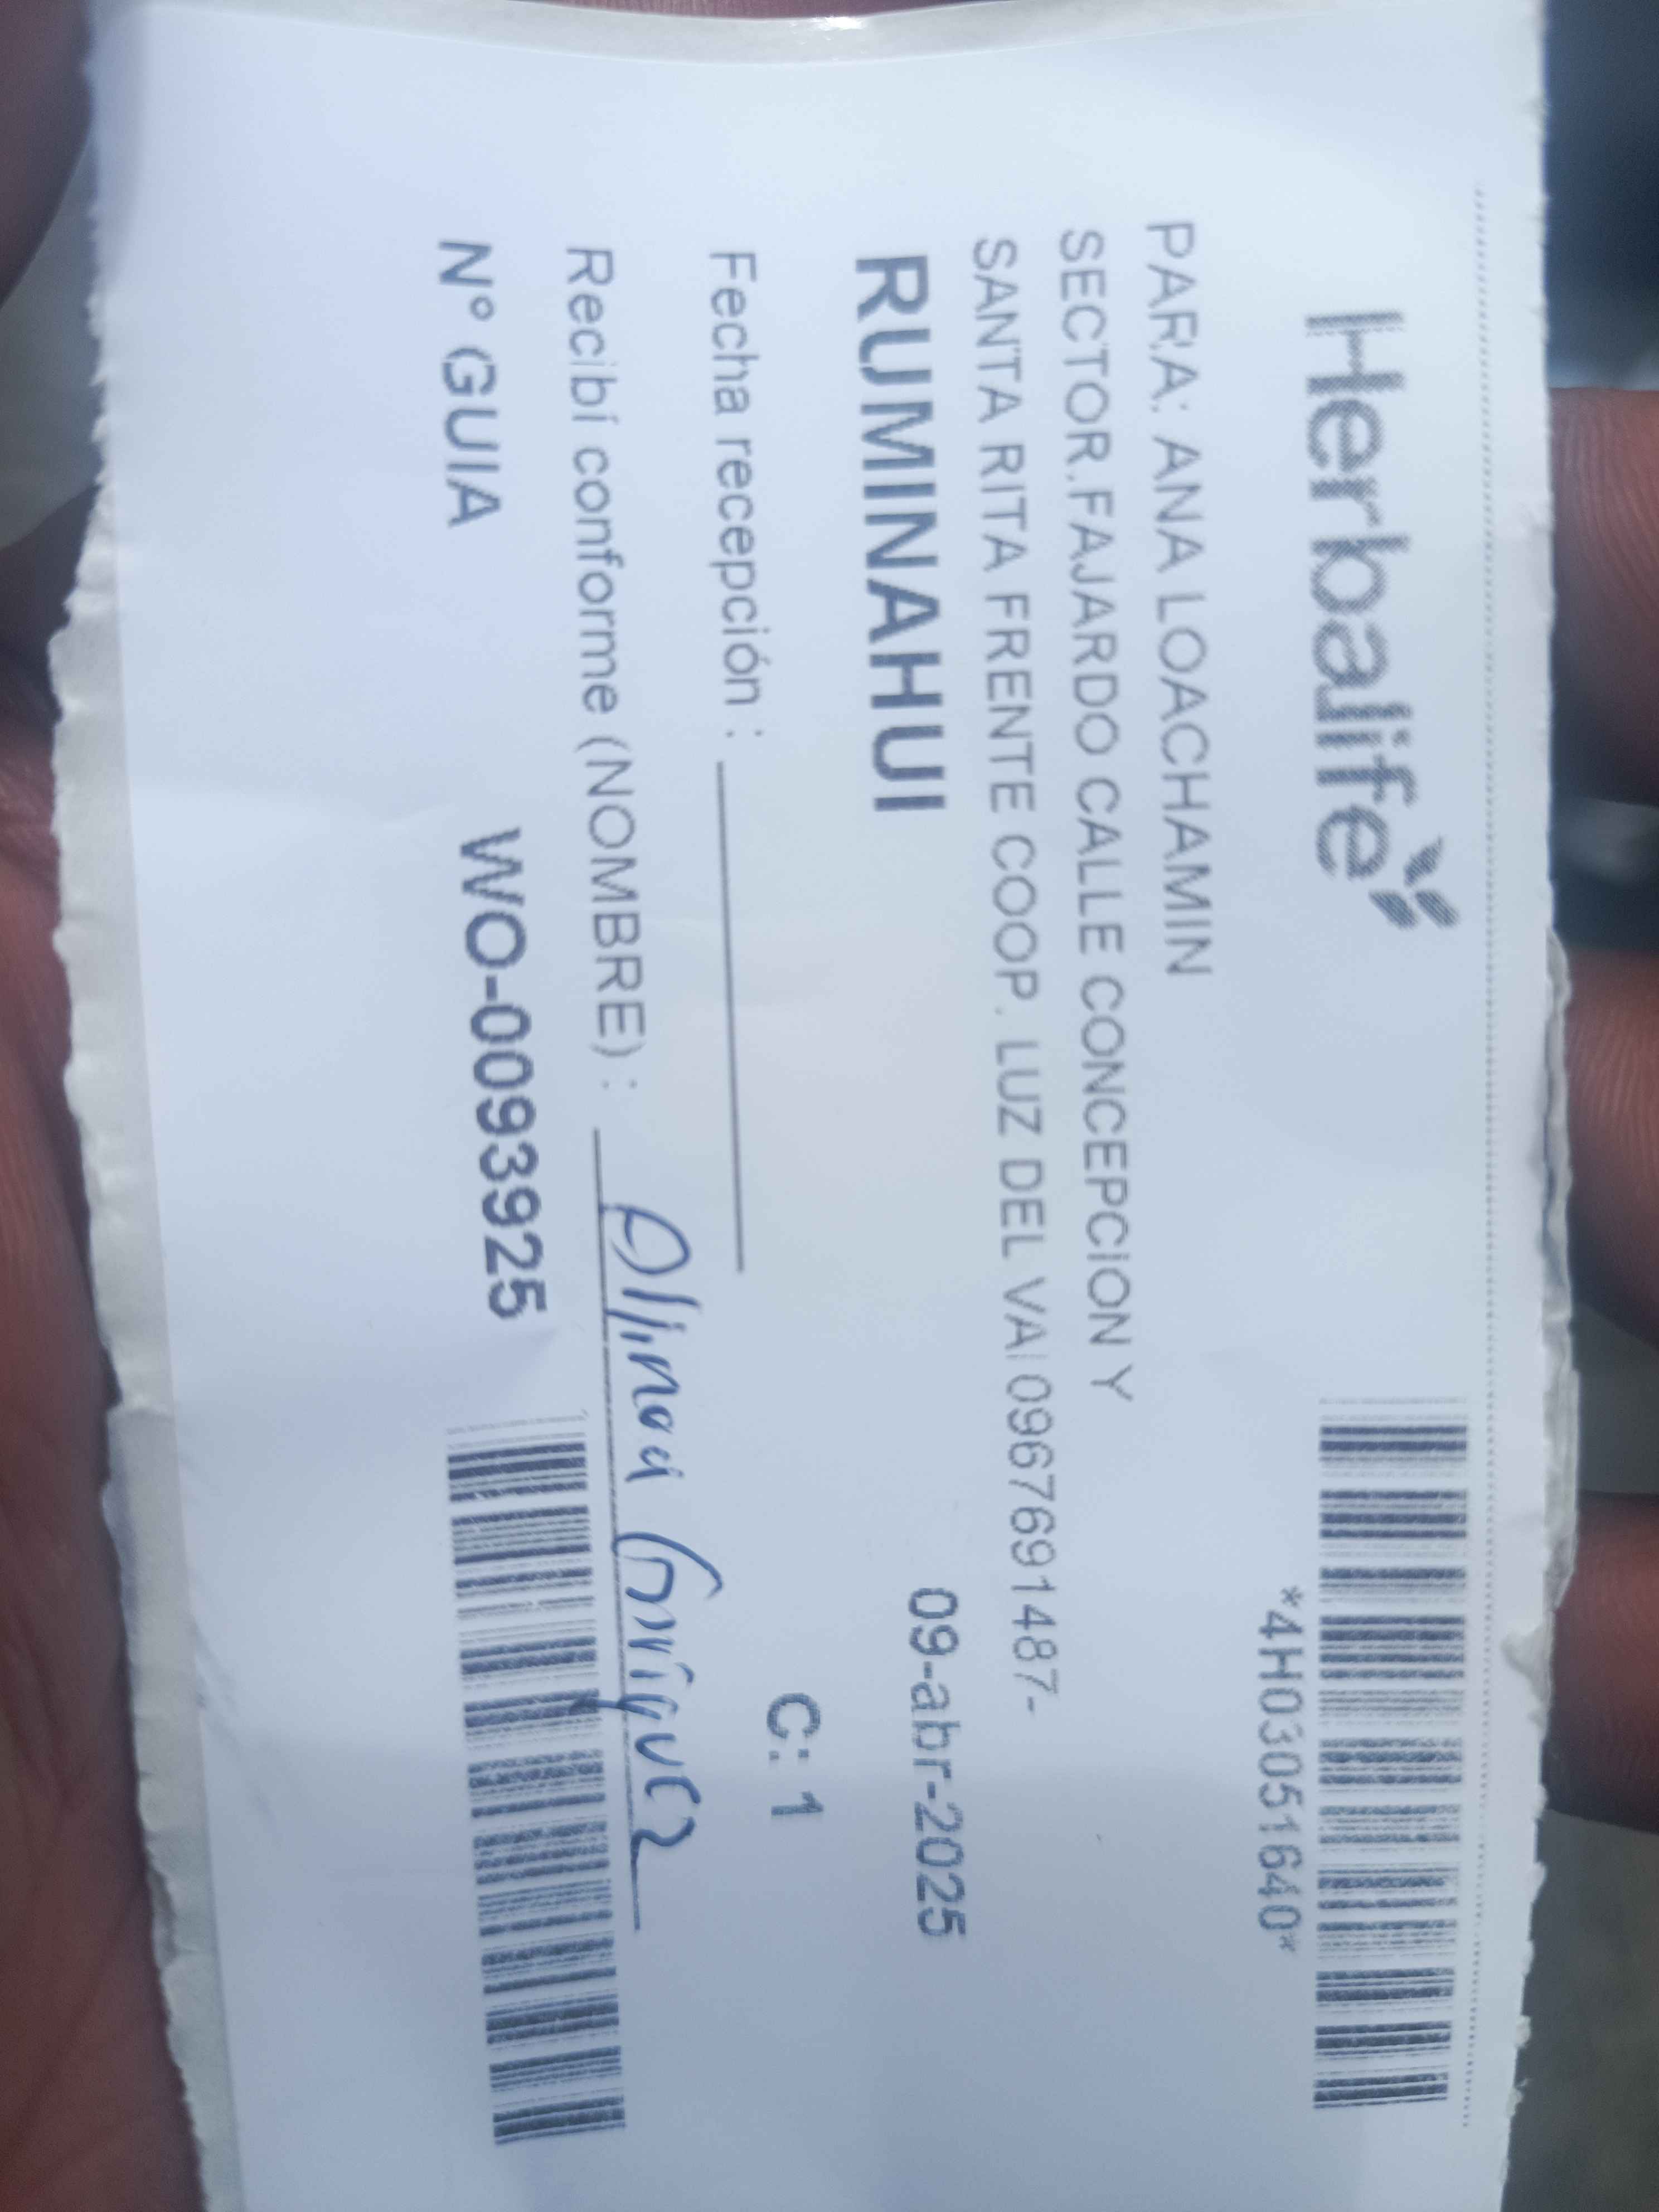 Herbalife
*4H03051640*
PARA: ANA LOACHAMIN
SECTOR.FAJARDO CALLE CONCEPCION Y
SANTA RITA FRENTE COOP. LUZ DEL VAI 0967691487-
RUMINAHUI 09-abr-2025
Fecha recepción : C: 1
Recibí conforme (NOMBRE) :
N° GUIA WO-0093925